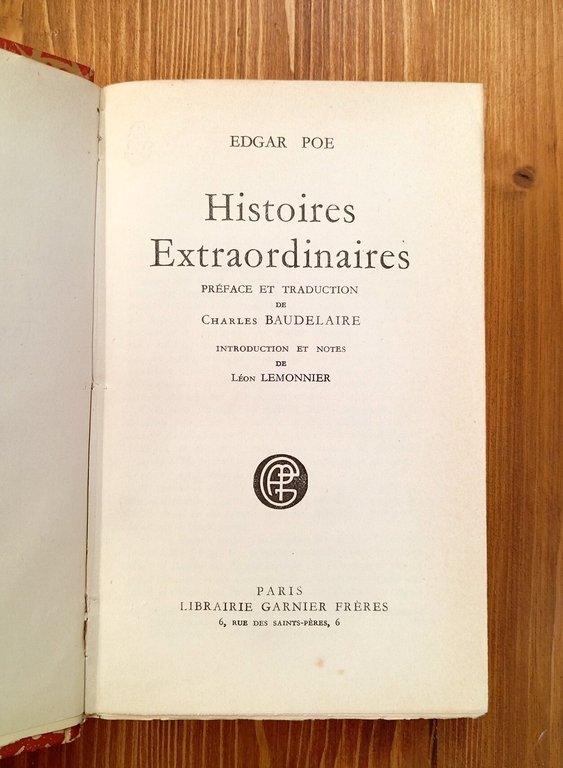 EDGAR POE
Histoires
Extraordinaires
PRÉFACE ET TRADUCTION
DE
CHARLES BAUDELAIRE
INTRODUCTION ET NOTES
DE
LÉON LEMONNIER
PARIS
LIBRAIRIE GARNIER FRÈRES
6, RUE DES SAINTS-PÈRES, 6